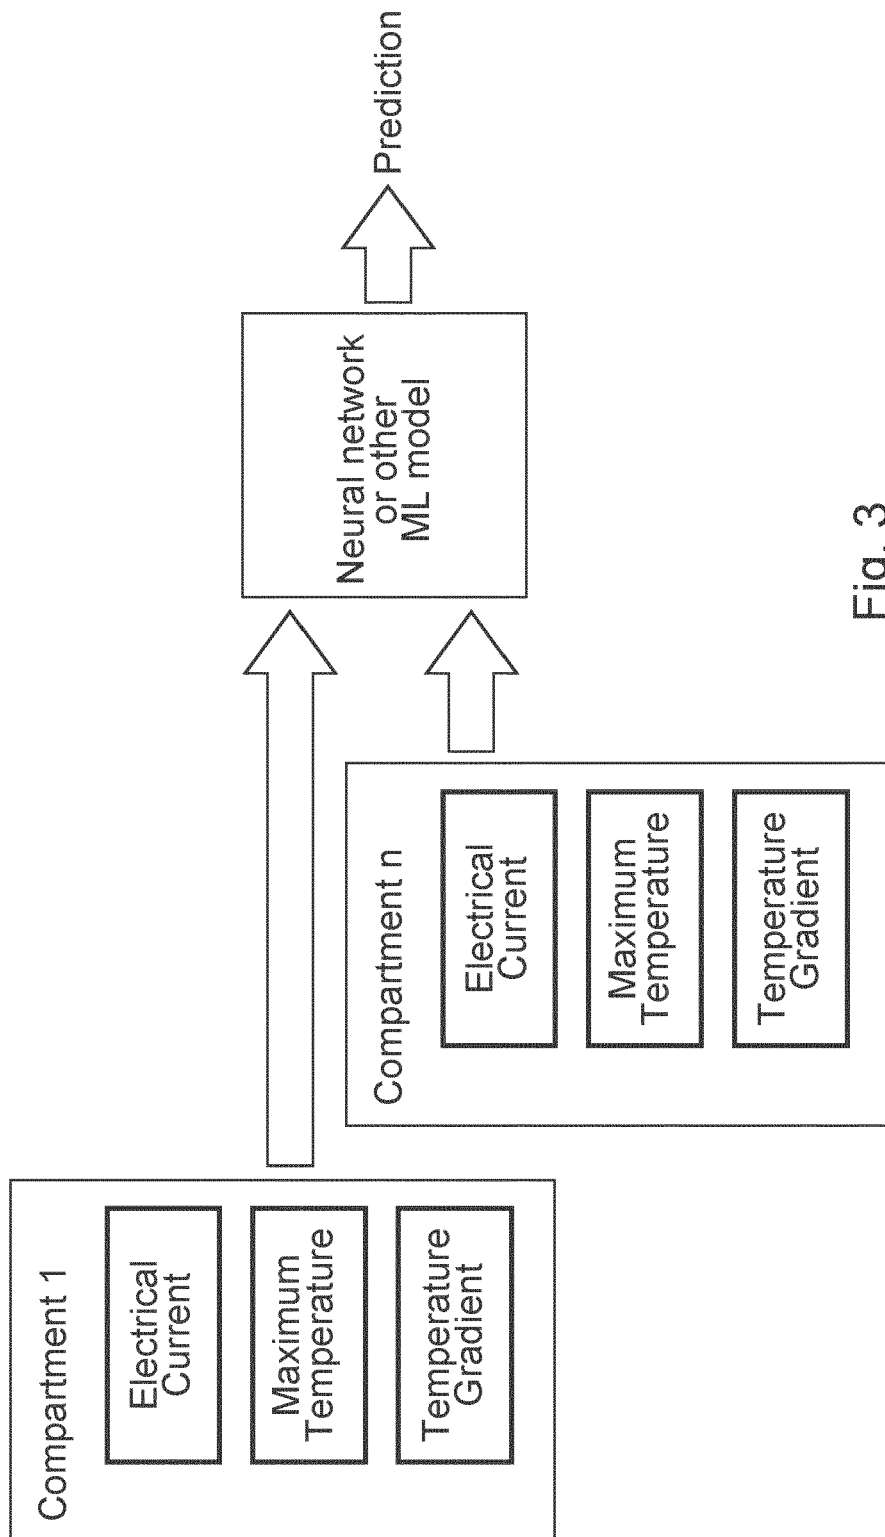 Compartment 1
Electrical
Current
Maximum
Temperature
Temperature
Gradient
Compartment n
Electrical
Current
Maximum
Temperature
Temperature
Gradient
Neural network
or other
ML model
Prediction
Fig. 3